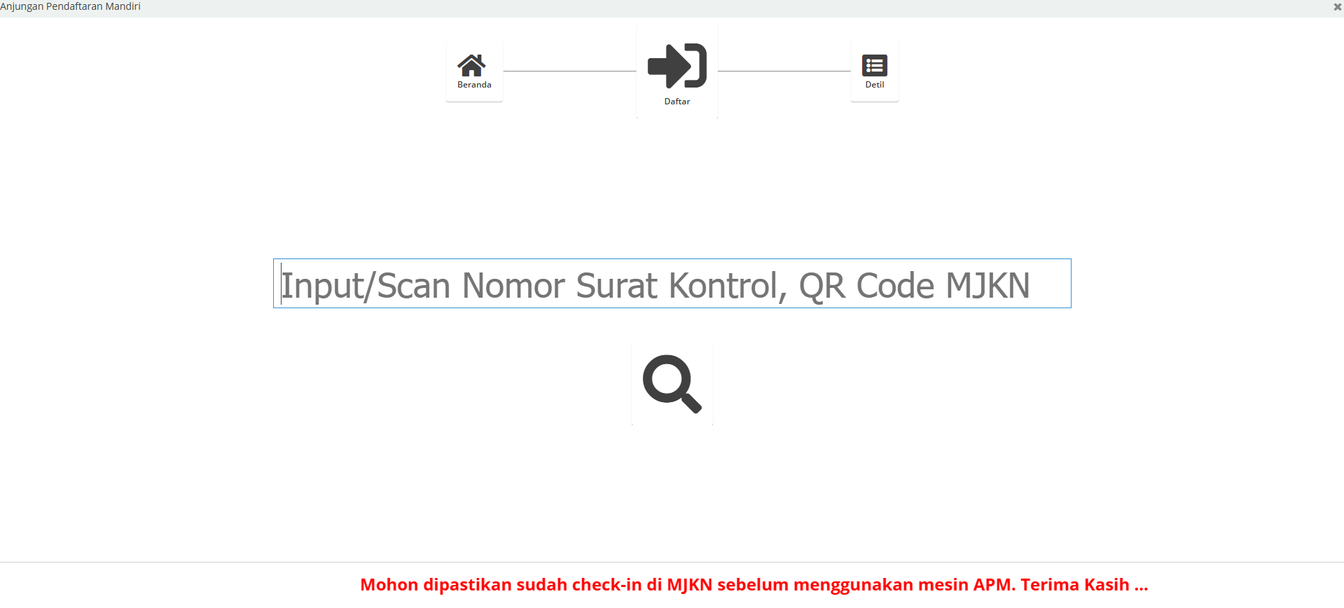 Anjungan Pendaftaran Mandiri
Beranda
Daftar
Detil
Input/Scan Nomor Surat Kontrol, QR Code MJKN
Mohon dipastikan sudah check-in di MJKN sebelum menggunakan mesin APM. Terima Kasih ...